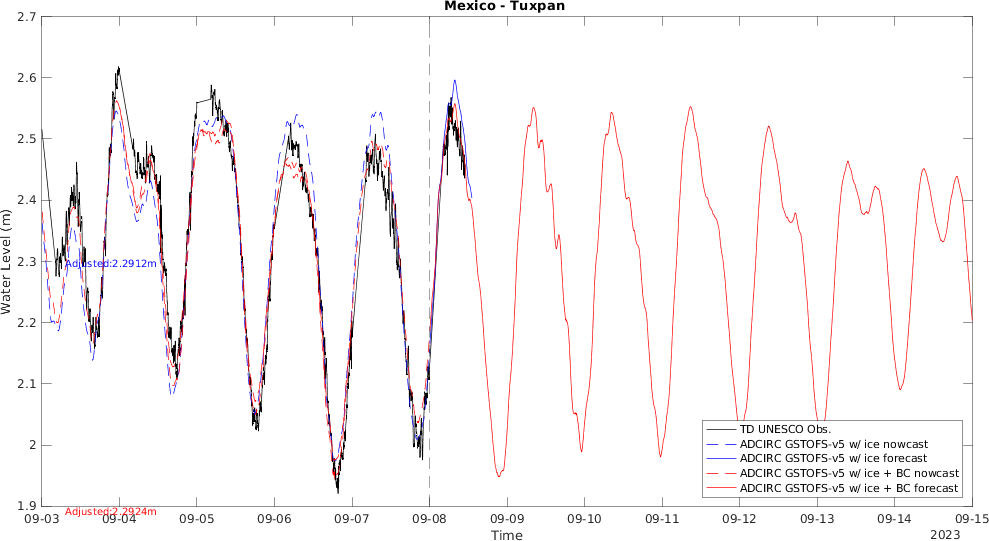 Mexico - Tuxpan
2.7
2.6
2.5
2.4
2.3
2.2
2.1
2
1.9
Water Level (m)
Adjusted:2.2912m
Adjusted:2.2924m
TD UNESCO Obs.
ADCIRC GSTOFS-v5 w/ ice nowcast
ADCIRC GSTOFS-v5 w/ ice forecast
ADCIRC GSTOFS-v5 w/ ice + BC nowcast
ADCIRC GSTOFS-v5 w/ ice + BC forecast
09-03 09-04 09-05 09-06 09-07 09-08 09-09 09-10 09-11 09-12 09-13 09-14 09-15
Time
2023